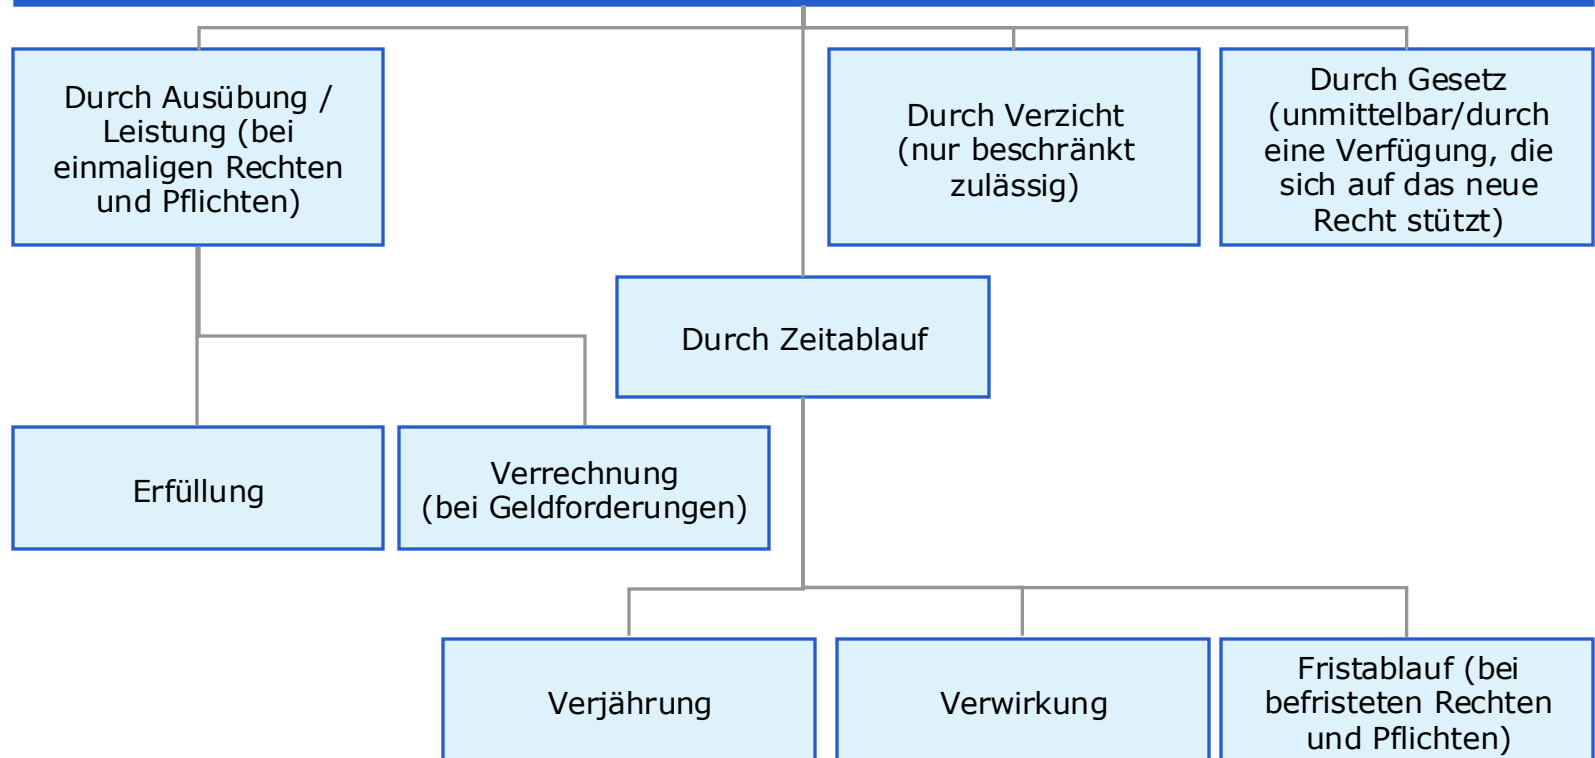 Durch Ausübung /
Leistung (bei
einmaligen Rechten
und Pflichten)
Durch Verzicht
(nur beschränkt
zulässig)
Durch Gesetz
(unmittelbar/durch
eine Verfügung, die
sich auf das neue
Recht stützt)
Durch Zeitablauf
Erfüllung
Verrechnung
(bei Geldforderungen)
Verjährung
Verwirkung
Fristablauf (bei
befristeten Rechten
und Pflichten)